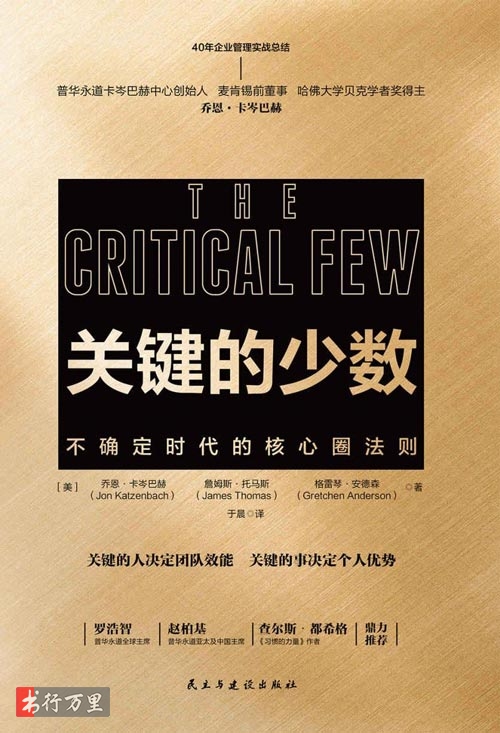 40年企业管理实战总结
普华永道卡岑巴赫中心创始人 麦肯锡前董事 哈佛大学贝克学者奖得主
乔恩·卡岑巴赫
THE
CRITICAL FEW
关键的少数
不确定时代的核心圈法则
[美] 乔恩·卡岑巴赫 詹姆斯·托马斯 格雷琴·安德森 ◎著
(Jon Katzenbach) (James Thomas) (Gretchen Anderson)
于晨◎译
关键的人决定团队效能 关键的事决定个人优势
罗浩智 赵柏基 查尔斯·都希格 鼎力
普华永道全球主席 普华永道亚太及中国主席 《习惯的力量》作者 推荐
民主与建设出版社
书行万里